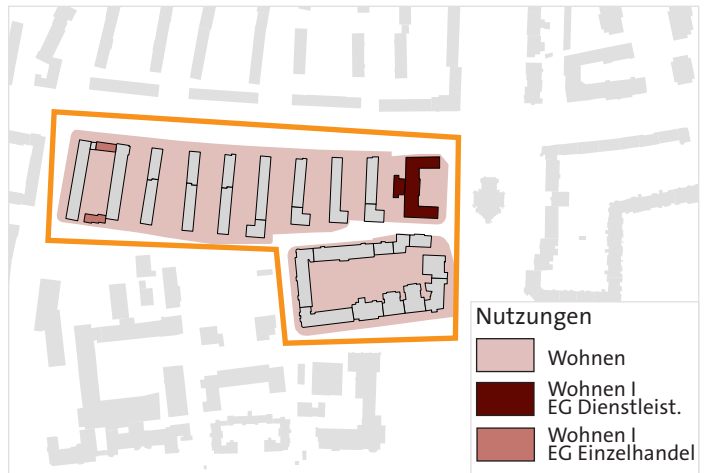 Nutzungen
Wohnen
Wohnen I
EG Dienstleist.
Wohnen I
EG Einzelhandel